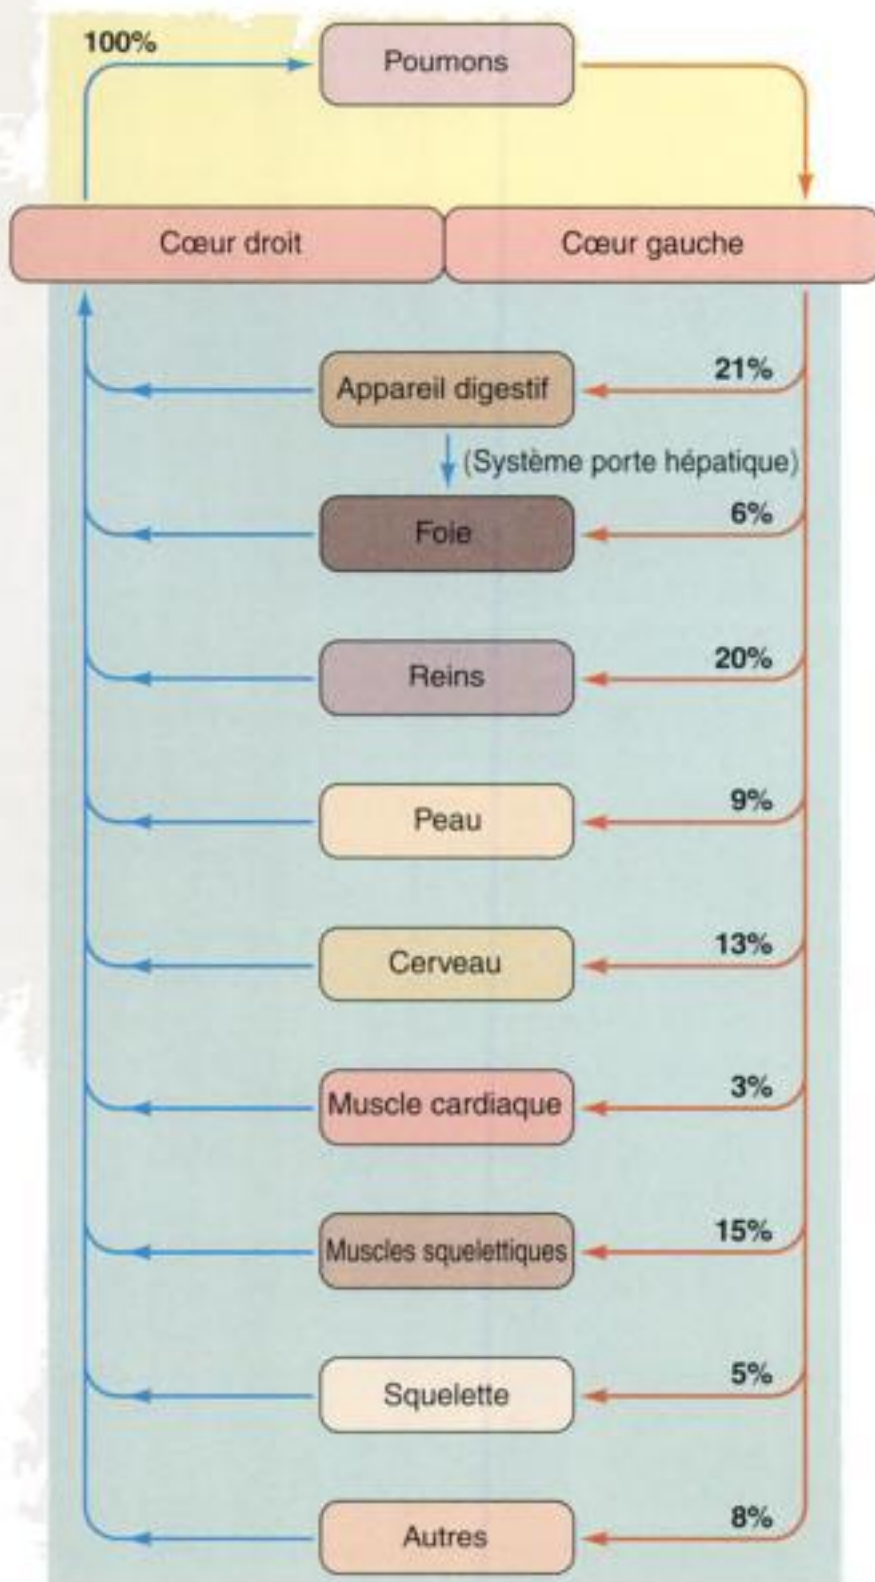 100%
Poumons
Cœur droit
Cœur gauche
21%
Appareil digestif
(Système porte hépatique)
6%
Foie
20%
Reins
9%
Peau
13%
Cerveau
3%
Muscle cardiaque
15%
Muscles squelettiques
5%
Squelette
8%
Autres